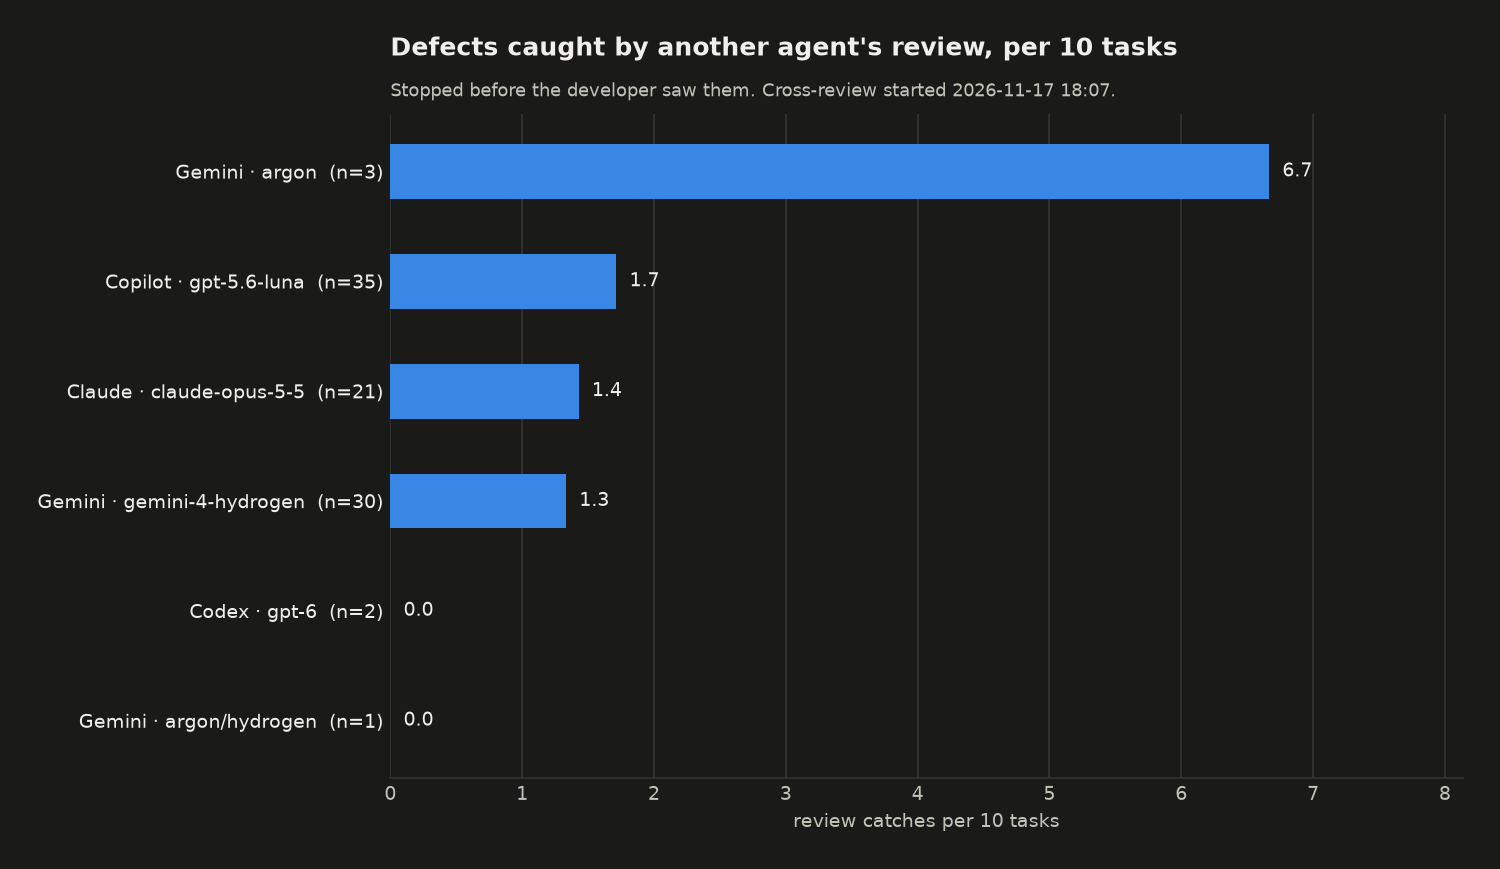 Defects caught by another agent's review, per 10 tasks
Stopped before the developer saw them. Cross-review started 2026-11-17 18:07.
Gemini · argon (n=3) 6.7
Copilot · gpt-5.6-luna (n=35) 1.7
Claude · claude-opus-5-5 (n=21) 1.4
Gemini · gemini-4-hydrogen (n=30) 1.3
Codex · gpt-6 (n=2) 0.0
Gemini · argon/hydrogen (n=1) 0.0
0 1 2 3 4 5 6 7 8
review catches per 10 tasks